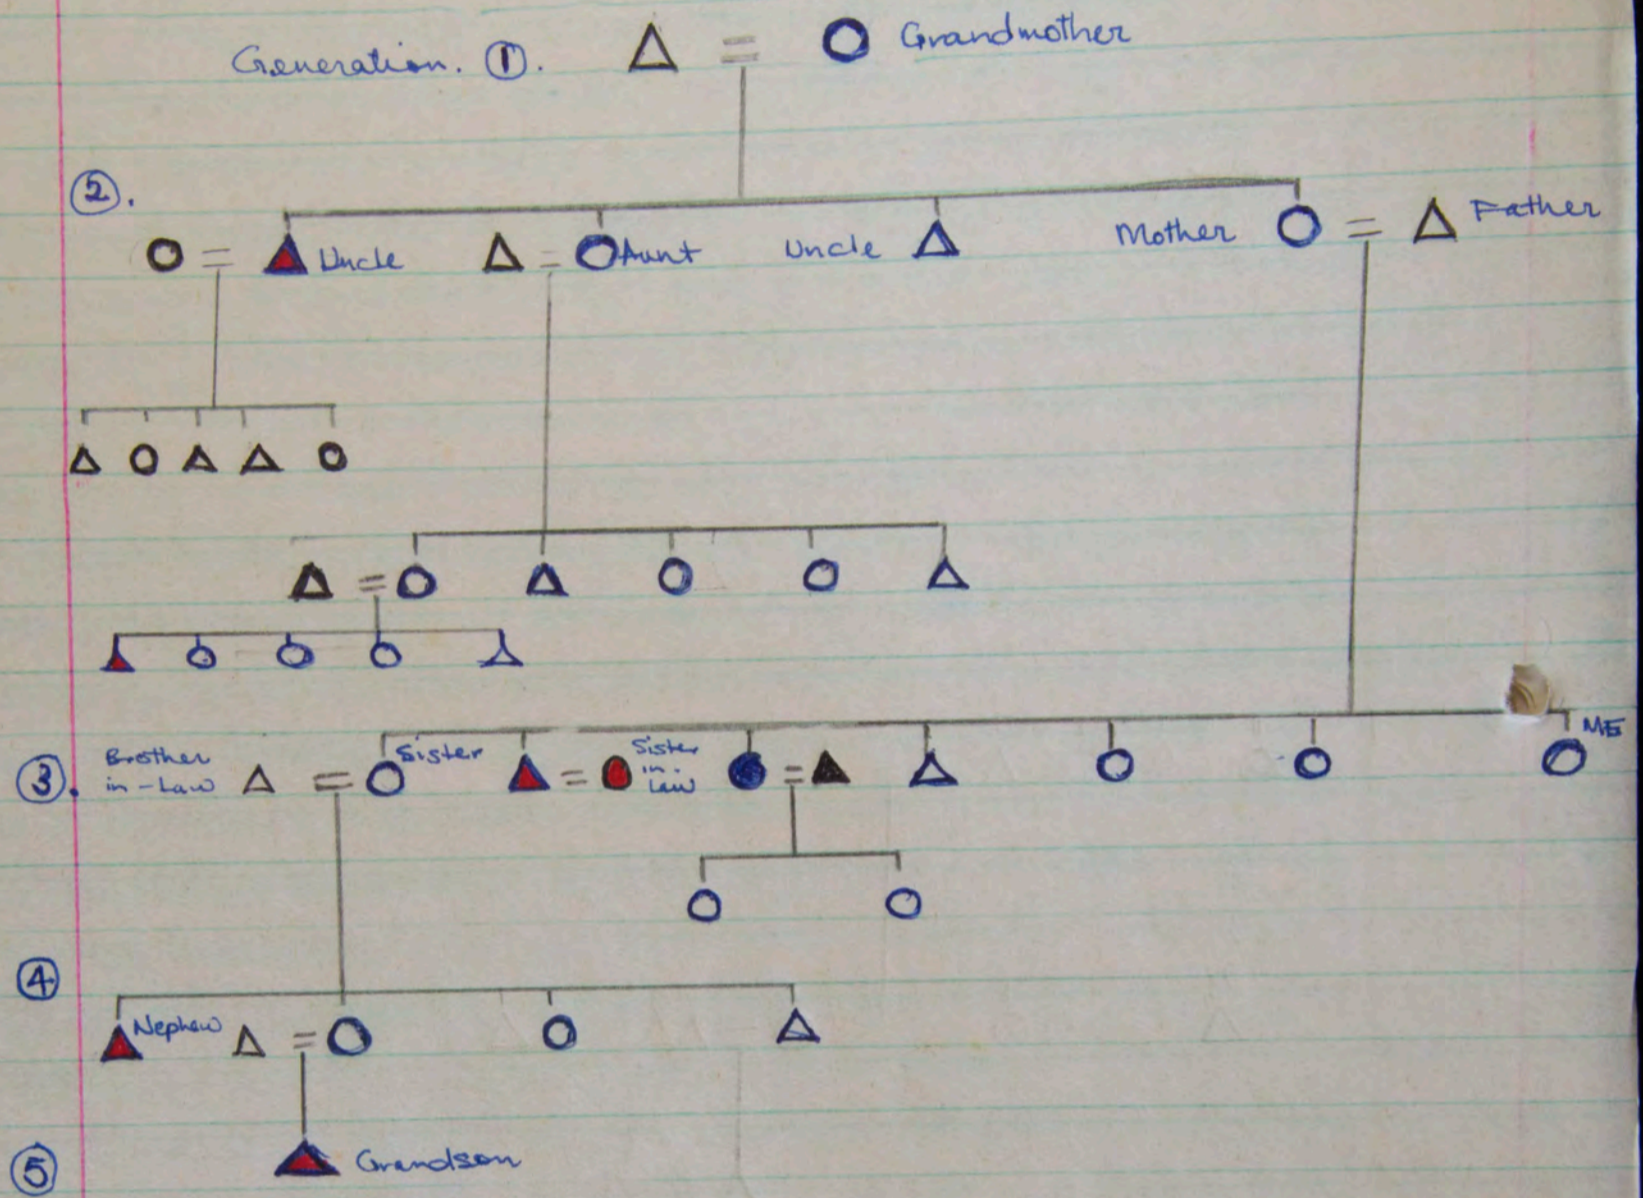 Generation. ①.
Grandmother
②.
Uncle
Aunt
Uncle
Mother
Father
ME
③.
Brother
in-Law
Sister
Sister
in-
Law
④
Nephew
⑤
Grandson